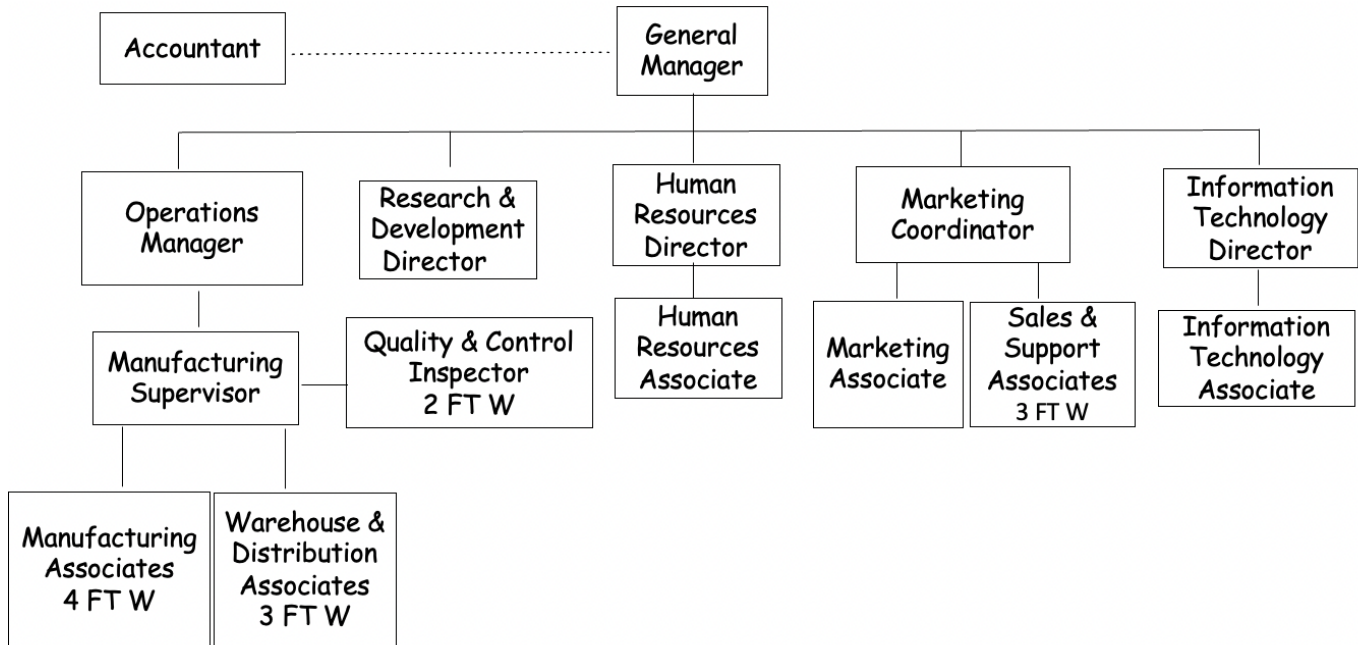 Accountant
General
Manager
Operations
Manager
Research &
Development
Director
Human
Resources
Director
Marketing
Coordinator
Information
Technology
Director
Manufacturing
Supervisor
Quality & Control
Inspector
2 FT W
Human
Resources
Associate
Marketing
Associate
Sales &
Support
Associates
3 FT W
Information
Technology
Associate
Manufacturing
Associates
4 FT W
Warehouse &
Distribution
Associates
3 FT W